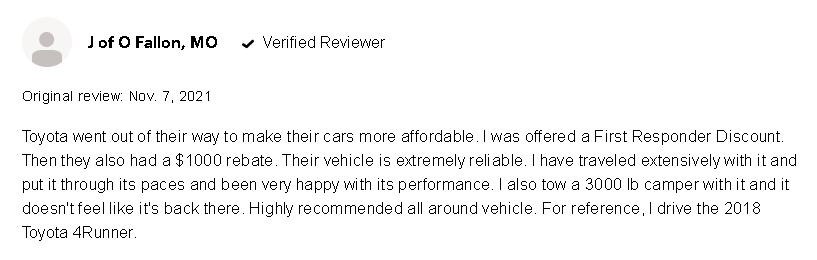 J of O Fallon, MO ✔ Verified Reviewer
Original review: Nov. 7, 2021
Toyota went out of their way to make their cars more affordable. I was offered a First Responder Discount.
Then they also had a $1000 rebate. Their vehicle is extremely reliable. I have traveled extensively with it and
put it through its paces and been very happy with its performance. I also tow a 3000 lb camper with it and it
doesn't feel like it's back there. Highly recommended all around vehicle. For reference, I drive the 2018
Toyota 4Runner.